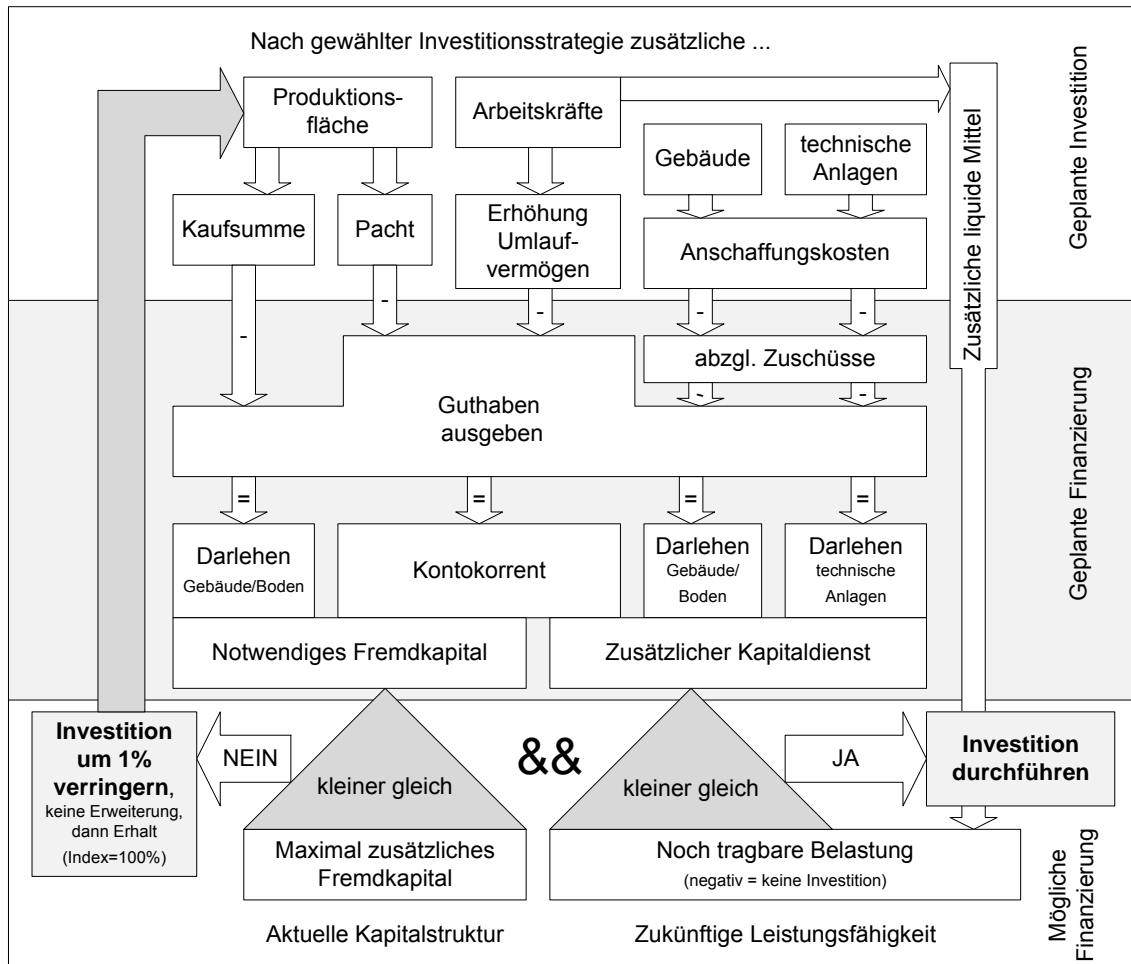 Nach gewählter Investitionsstrategie zusätzliche ...
Produktions-
fläche
Arbeitskräfte
Gebäude
technische
Anlagen
Zusätzliche liquide Mittel
Geplante Investition
Kaufsumme
Pacht
Erhöhung
Umlauf-
vermögen
Anschaffungskosten
-
-
-
-
-
abzgl. Zuschüsse
-
-
Guthaben
ausgeben
Geplante Finanzierung
=
=
=
=
Darlehen
Gebäude/Boden
Kontokorrent
Darlehen
Gebäude/
Boden
Darlehen
technische
Anlagen
Notwendiges Fremdkapital
Zusätzlicher Kapitaldienst
Investition
um 1%
verringern,
keine Erweiterung,
dann Erhalt
(Index=100%)
NEIN
kleiner gleich
&&
kleiner gleich
JA
Investition
durchführen
Maximal zusätzliches
Fremdkapital
Noch tragbare Belastung
(negativ = keine Investition)
Mögliche
Finanzierung
Aktuelle Kapitalstruktur
Zukünftige Leistungsfähigkeit